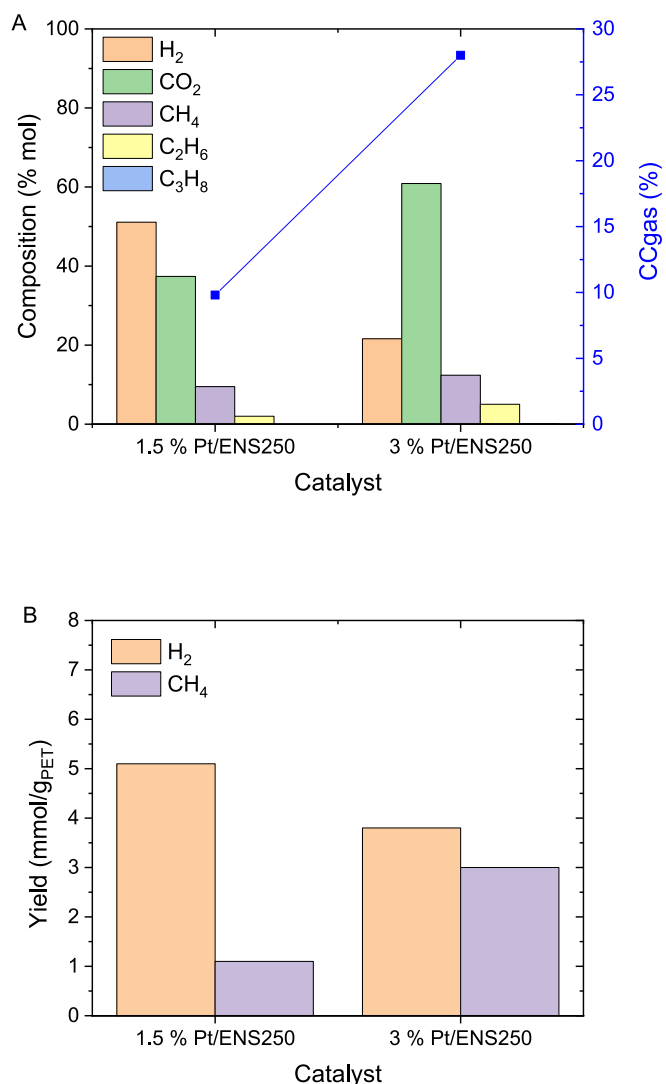 A
H₂
CO₂
CH₄
C₂H₆
C₃H₈
Composition (% mol)
100
80
60
40
20
0
CCgas (%)
30
25
20
15
10
5
0
1.5 % Pt/ENS250
3 % Pt/ENS250
Catalyst
B
H₂
CH₄
Yield (mmol/g_PET)
8
7
6
5
4
3
2
1
0
1.5 % Pt/ENS250
3 % Pt/ENS250
Catalyst